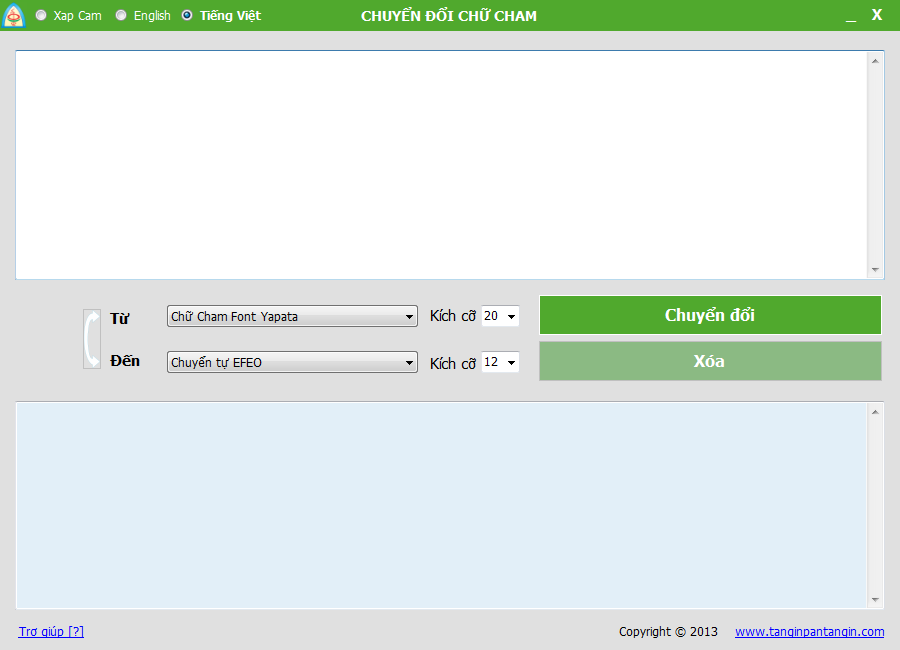 Xap Cam English Tiếng Việt CHUYỂN ĐỔI CHỮ CHAM _ X
Từ Chữ Cham Font Yapata Kích cỡ 20 Chuyển đổi
Đến Chuyển tự EFEO Kích cỡ 12 Xóa
Trợ giúp [?] Copyright © 2013 www.tanginpantangin.com